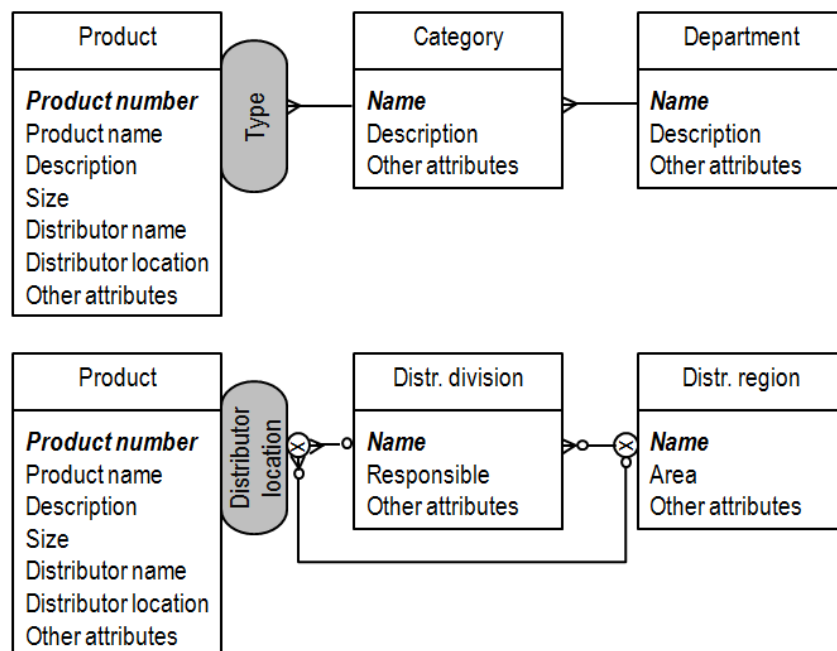 Product
Product number
Product name
Description
Size
Distributor name
Distributor location
Other attributes
Type
Category
Name
Description
Other attributes
Department
Name
Description
Other attributes
Product
Product number
Product name
Description
Size
Distributor name
Distributor location
Other attributes
Distributor
location
X
Distr. division
Name
Responsible
Other attributes
X
Distr. region
Name
Area
Other attributes